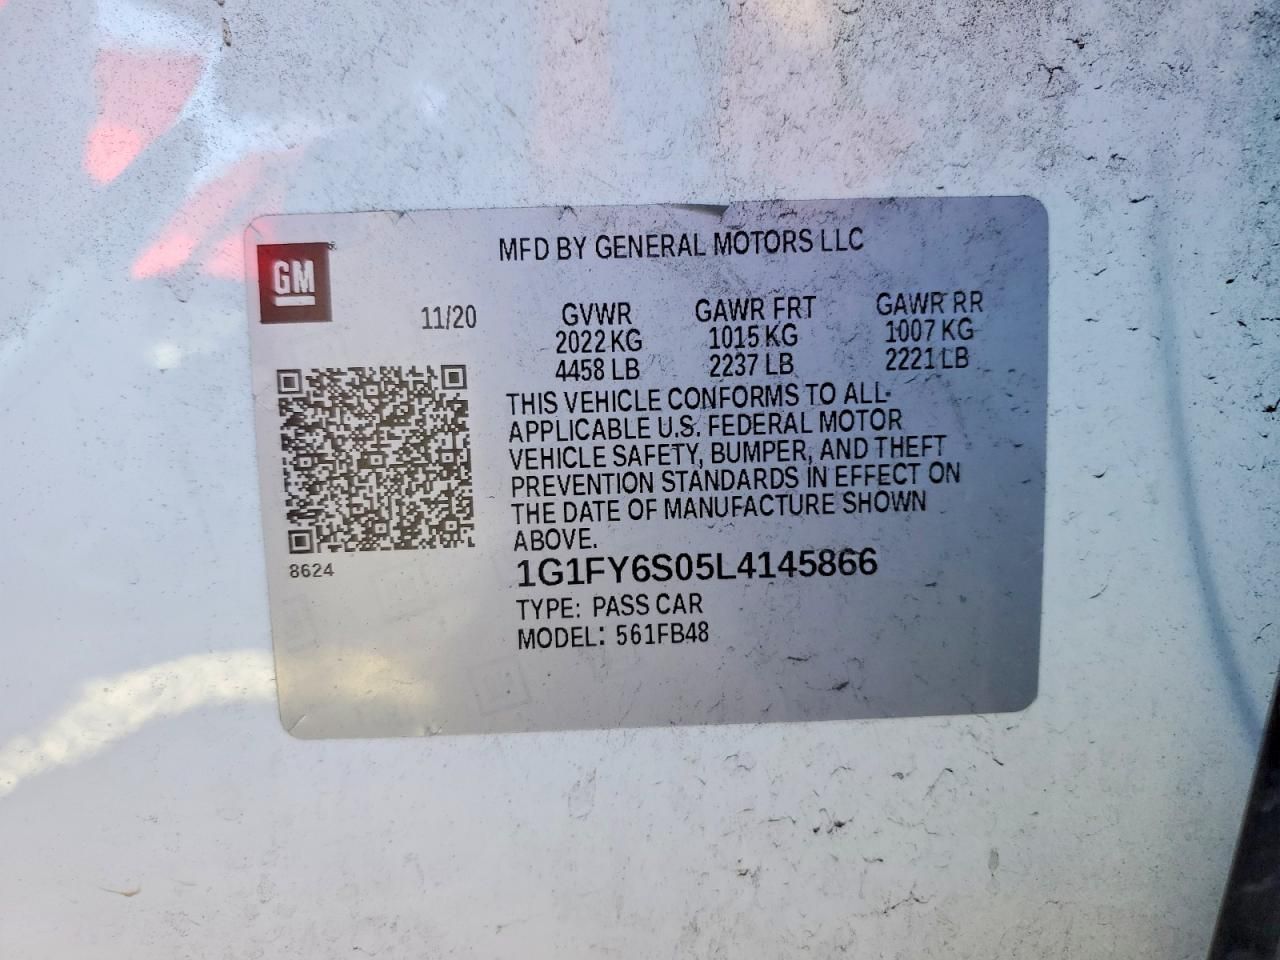 GM
MFD BY GENERAL MOTORS LLC
11/20
GVWR GAWR FRT GAWR RR
2022 KG 1015 KG 1007 KG
4458 LB 2237 LB 2221 LB
THIS VEHICLE CONFORMS TO ALL
APPLICABLE U.S. FEDERAL MOTOR
VEHICLE SAFETY, BUMPER, AND THEFT
PREVENTION STANDARDS IN EFFECT ON
THE DATE OF MANUFACTURE SHOWN
ABOVE.
8624
1G1FY6S05L4145866
TYPE: PASS CAR
MODEL: 561FB48